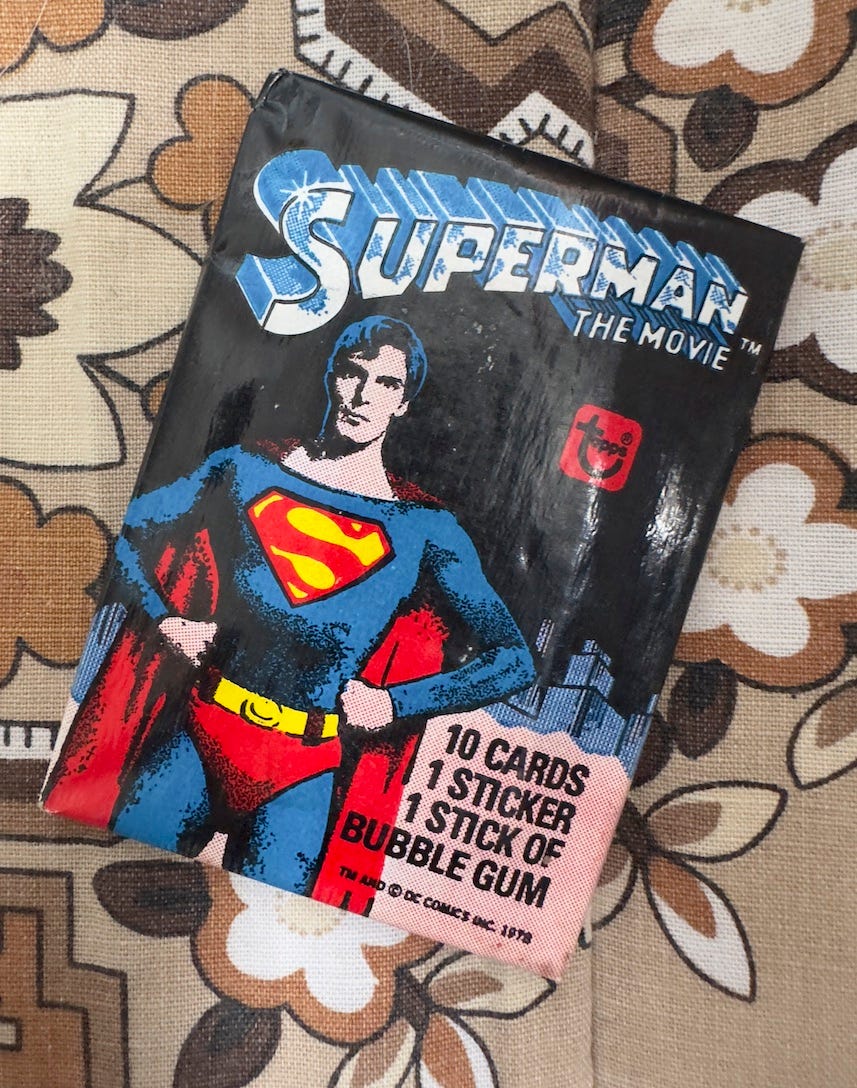 SUPERMAN
THE MOVIE™
topps®
S
10 CARDS
1 STICKER
1 STICK OF
BUBBLE GUM
TM AND © DC COMICS INC. 1978